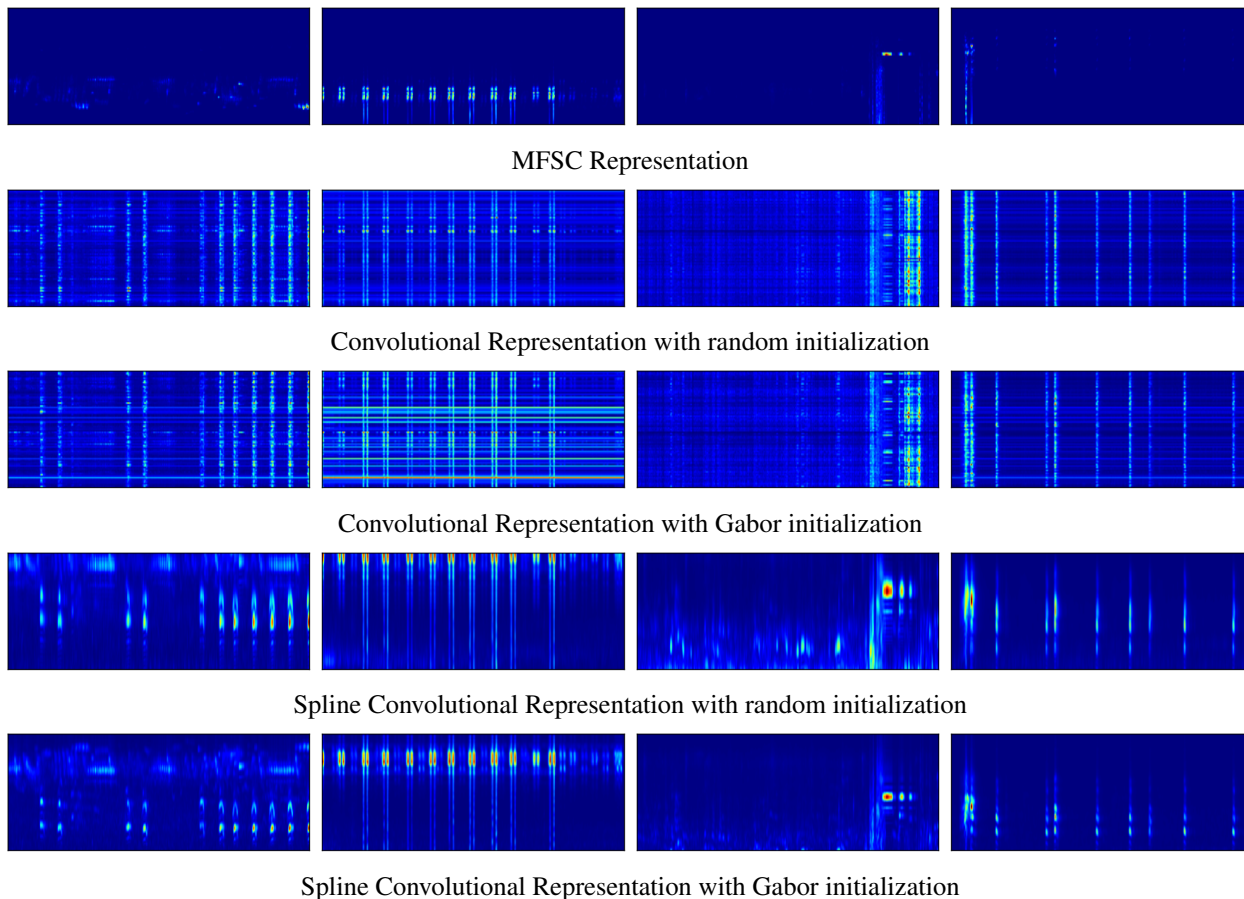 MFSC Representation
Convolutional Representation with random initialization
Convolutional Representation with Gabor initialization
Spline Convolutional Representation with random initialization
Spline Convolutional Representation with Gabor initialization